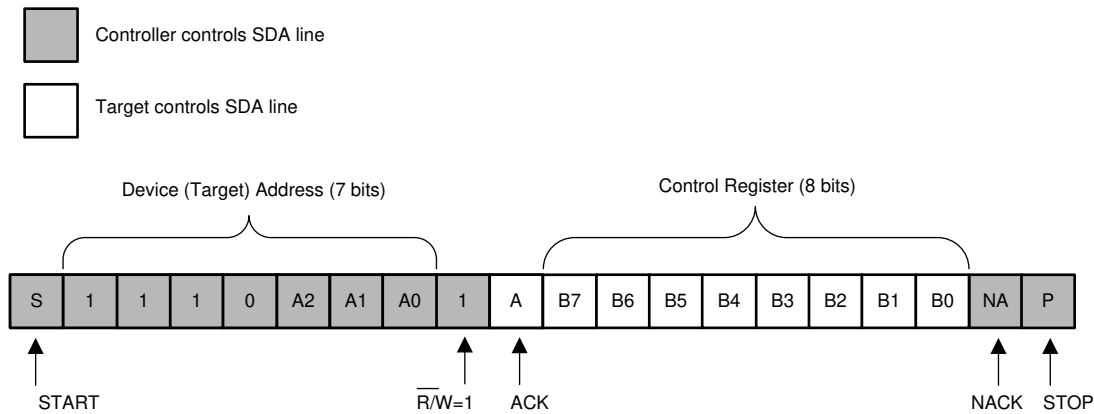 Controller controls SDA line
Target controls SDA line
Device (Target) Address (7 bits)
Control Register (8 bits)
S 1 1 1 0 A2 A1 A0 1 A B7 B6 B5 B4 B3 B2 B1 B0 NA P
START R/W=1 ACK NACK STOP